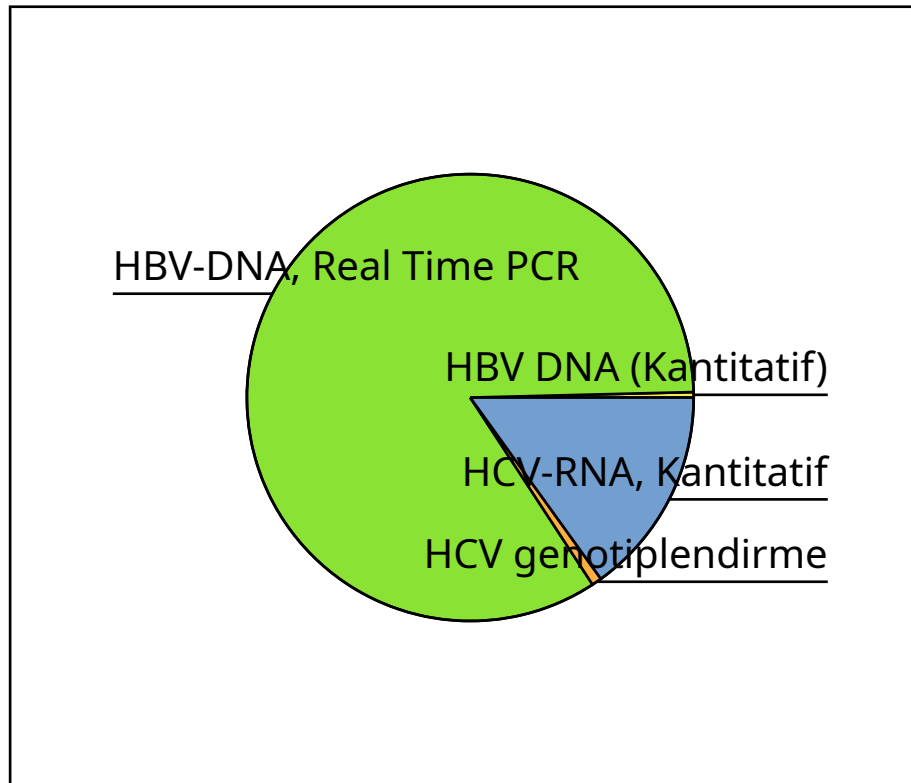 HBV-DNA, Real Time PCR
HBV DNA (Kantitatif)
HCV-RNA, Kantitatif
HCV genotiplendirme